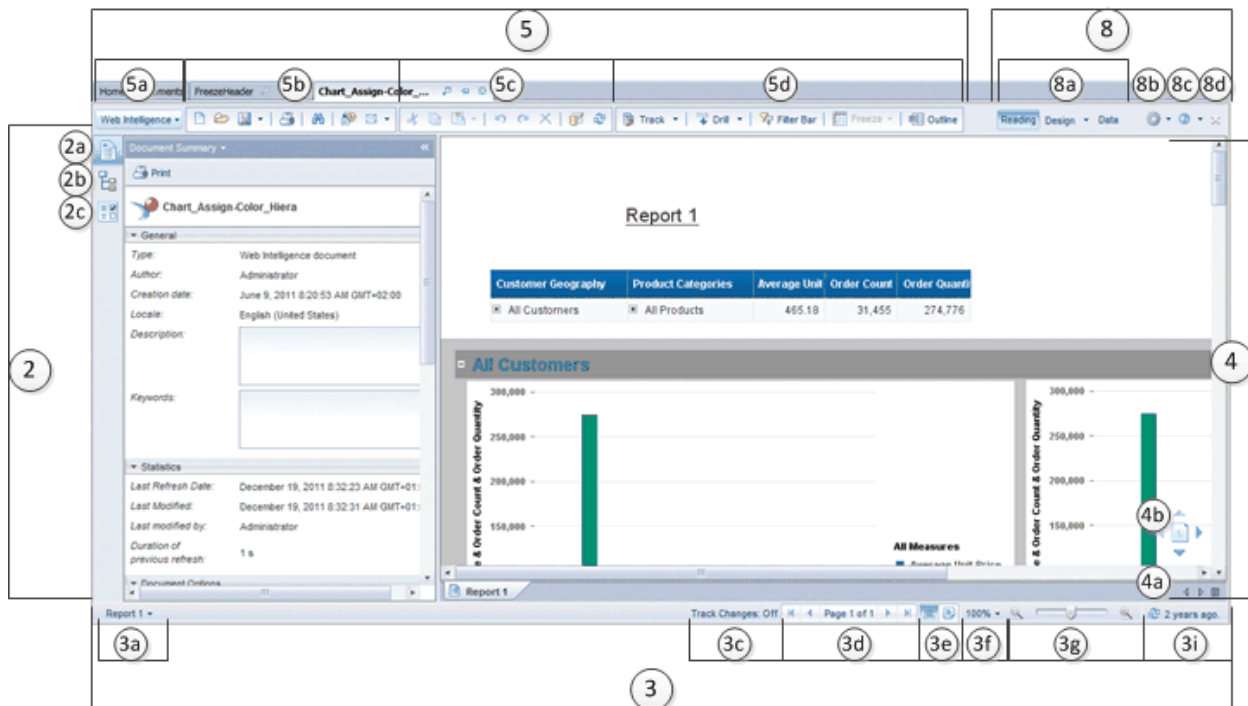 5
8
5a
5b
5c
5d
8a
8b
8c
8d
Home
ments
FreezeHeader
Chart_Assign-Color_...
Web Intelligence
Track
Drill
Filter Bar
Freeze
Outline
Reading
Design
Data
2
2a
2b
2c
Document Summary
Print
Chart_Assign-Color_Hiera
General
Type: Web Intelligence document
Author: Administrator
Creation date: June 9, 2011 8:20:53 AM GMT+02:00
Locale: English (United States)
Description:
Keywords:
Statistics
Last Refresh Date: December 19, 2011 8:32:23 AM GMT+01:
Last Modified: December 19, 2011 8:32:31 AM GMT+01:
Last modified by: Administrator
Duration of
previous refresh: 1 s
Document Options
Report 1
Customer Geography Product Categories Average Unit Order Count Order Quanti
All Customers All Products 465.18 31,455 274,776
All Customers
4
300,000
250,000
200,000
150,000
e & Order Count & Order Quantity
All Measures
Average Unit Price
300,000
250,000
200,000
150,000
e & Order Count & Order Quantity
4b
4a
Report 1
Report 1
Track Changes: Off
Page 1 of 1
100%
2 years ago.
3a
3c
3d
3e
3f
3g
3i
3